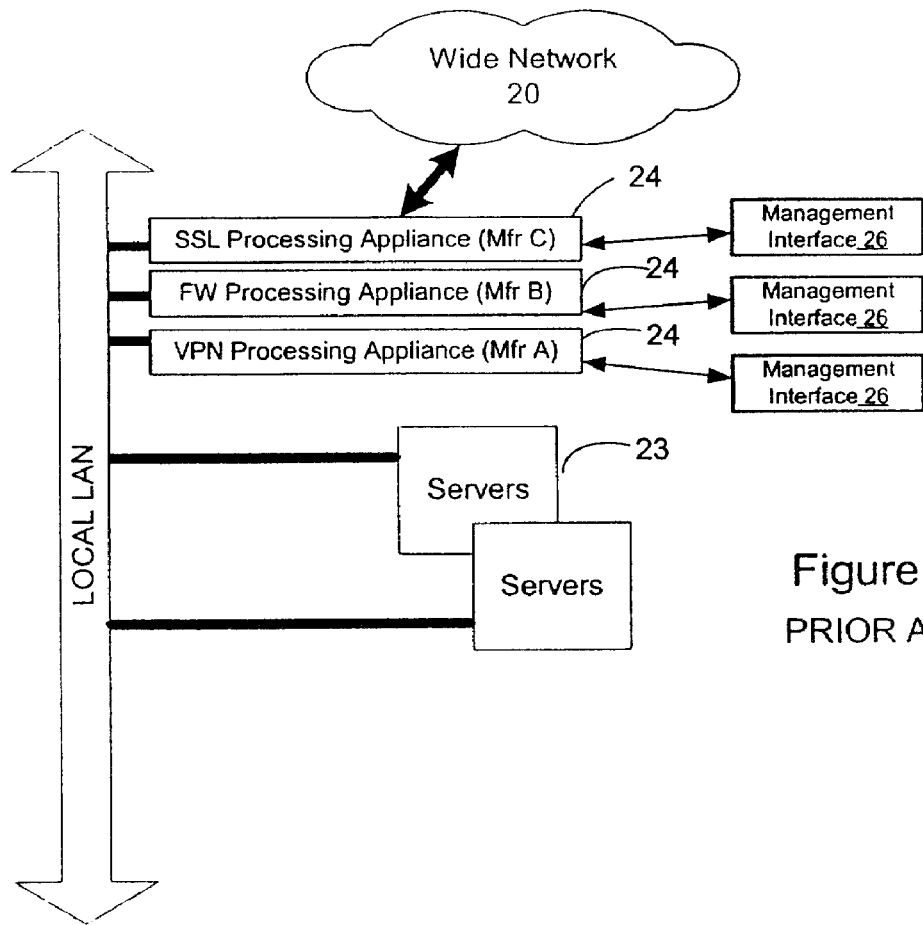 Wide Network
20
24
SSL Processing Appliance (Mfr C)
Management
Interface 26
24
FW Processing Appliance (Mfr B)
Management
Interface 26
24
VPN Processing Appliance (Mfr A)
Management
Interface 26
LOCAL LAN
23
Servers
Servers
Figure
PRIOR A